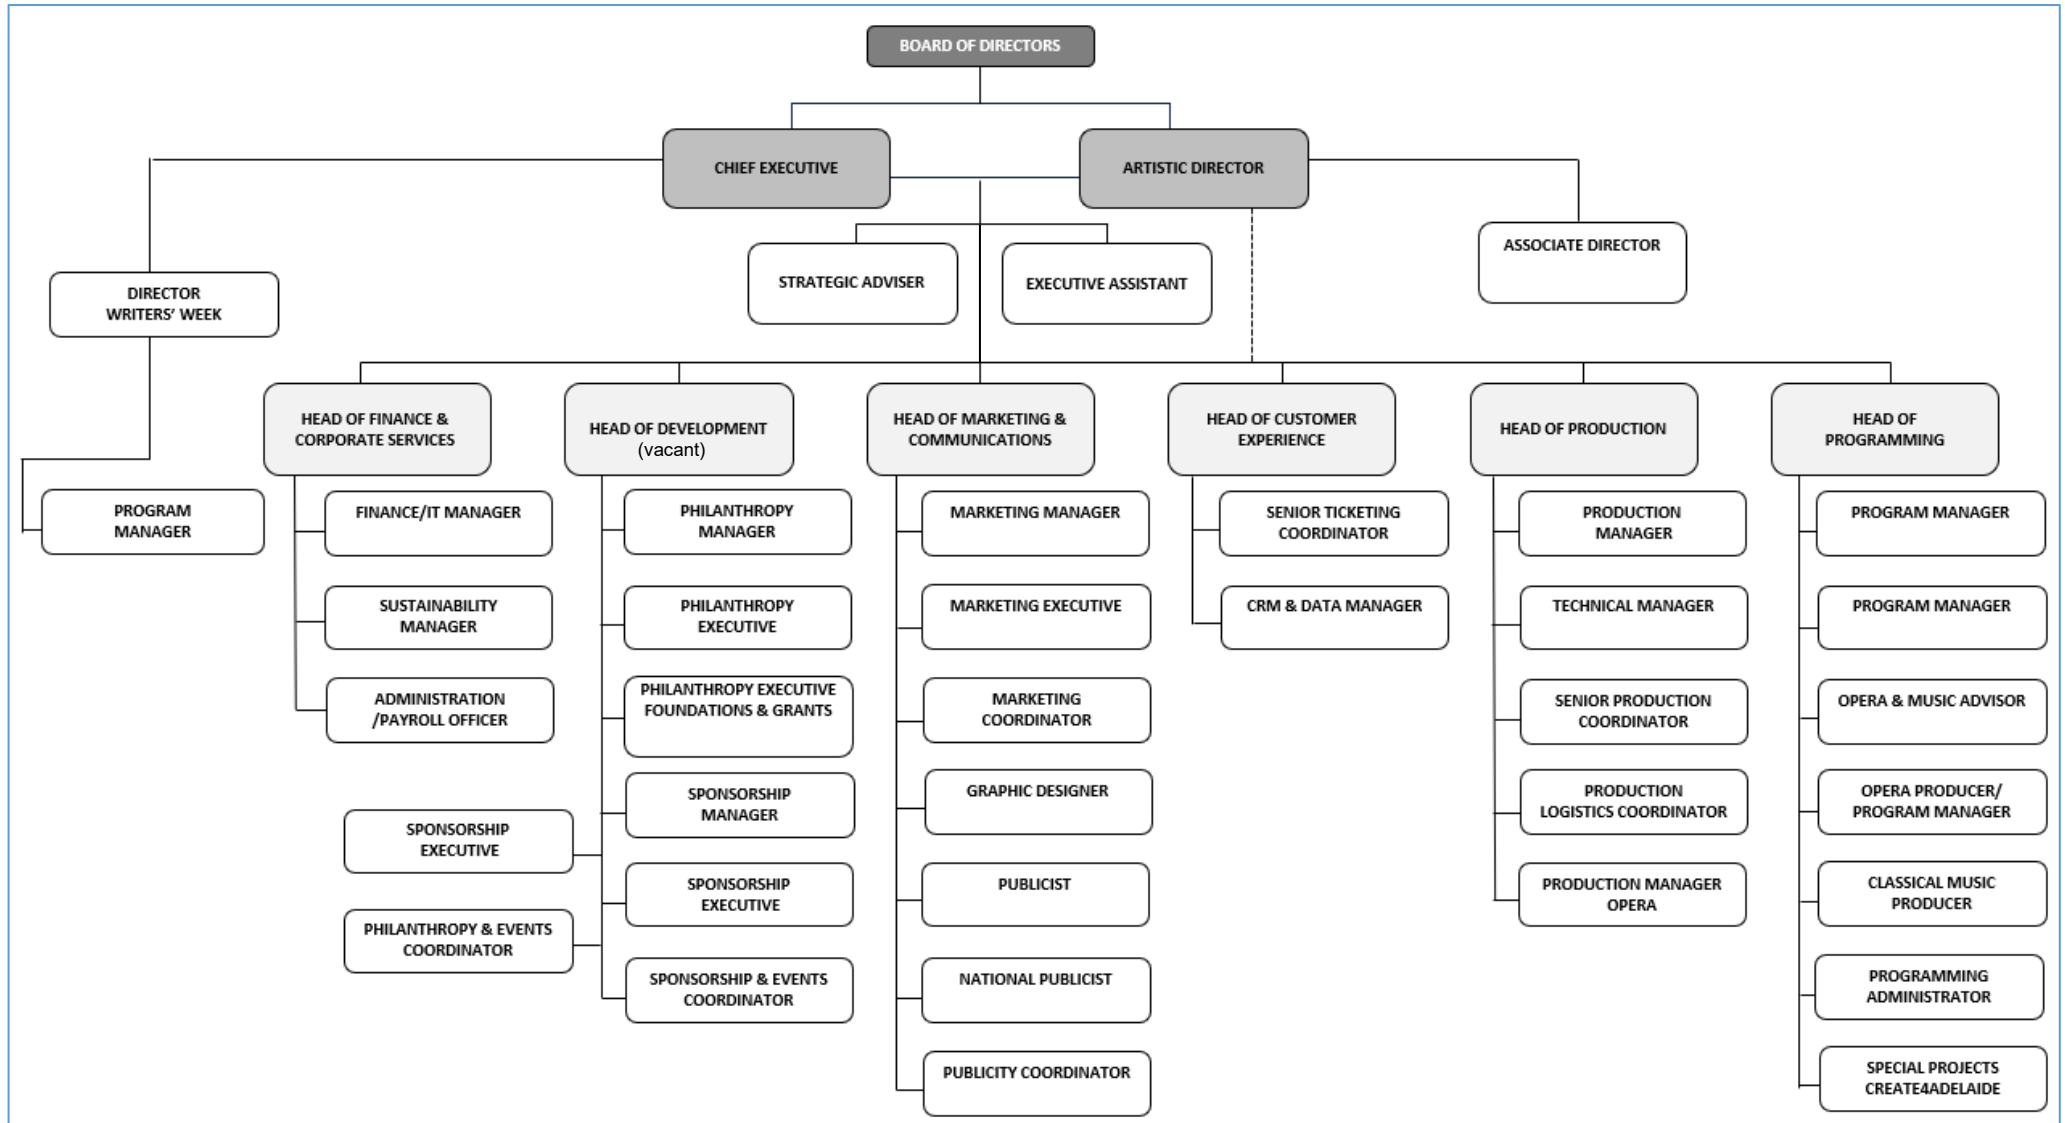 BOARD OF DIRECTORS
CHIEF EXECUTIVE
ARTISTIC DIRECTOR
STRATEGIC ADVISER
EXECUTIVE ASSISTANT
ASSOCIATE DIRECTOR
DIRECTOR
WRITERS’ WEEK
PROGRAM
MANAGER
HEAD OF FINANCE &
CORPORATE SERVICES
FINANCE/IT MANAGER
SUSTAINABILITY
MANAGER
ADMINISTRATION
/PAYROLL OFFICER
HEAD OF DEVELOPMENT
(vacant)
PHILANTHROPY
MANAGER
PHILANTHROPY
EXECUTIVE
PHILANTHROPY EXECUTIVE
FOUNDATIONS & GRANTS
SPONSORSHIP
MANAGER
SPONSORSHIP
EXECUTIVE
SPONSORSHIP
EXECUTIVE
PHILANTHROPY & EVENTS
COORDINATOR
SPONSORSHIP & EVENTS
COORDINATOR
HEAD OF MARKETING &
COMMUNICATIONS
MARKETING MANAGER
MARKETING EXECUTIVE
MARKETING
COORDINATOR
GRAPHIC DESIGNER
PUBLICIST
NATIONAL PUBLICIST
PUBLICITY COORDINATOR
HEAD OF CUSTOMER
EXPERIENCE
SENIOR TICKETING
COORDINATOR
CRM & DATA MANAGER
HEAD OF PRODUCTION
PRODUCTION
MANAGER
TECHNICAL MANAGER
SENIOR PRODUCTION
COORDINATOR
PRODUCTION
LOGISTICS COORDINATOR
PRODUCTION MANAGER
OPERA
HEAD OF
PROGRAMMING
PROGRAM MANAGER
PROGRAM MANAGER
OPERA & MUSIC ADVISOR
OPERA PRODUCER/
PROGRAM MANAGER
CLASSICAL MUSIC
PRODUCER
PROGRAMMING
ADMINISTRATOR
SPECIAL PROJECTS
CREATE4ADELAIDE